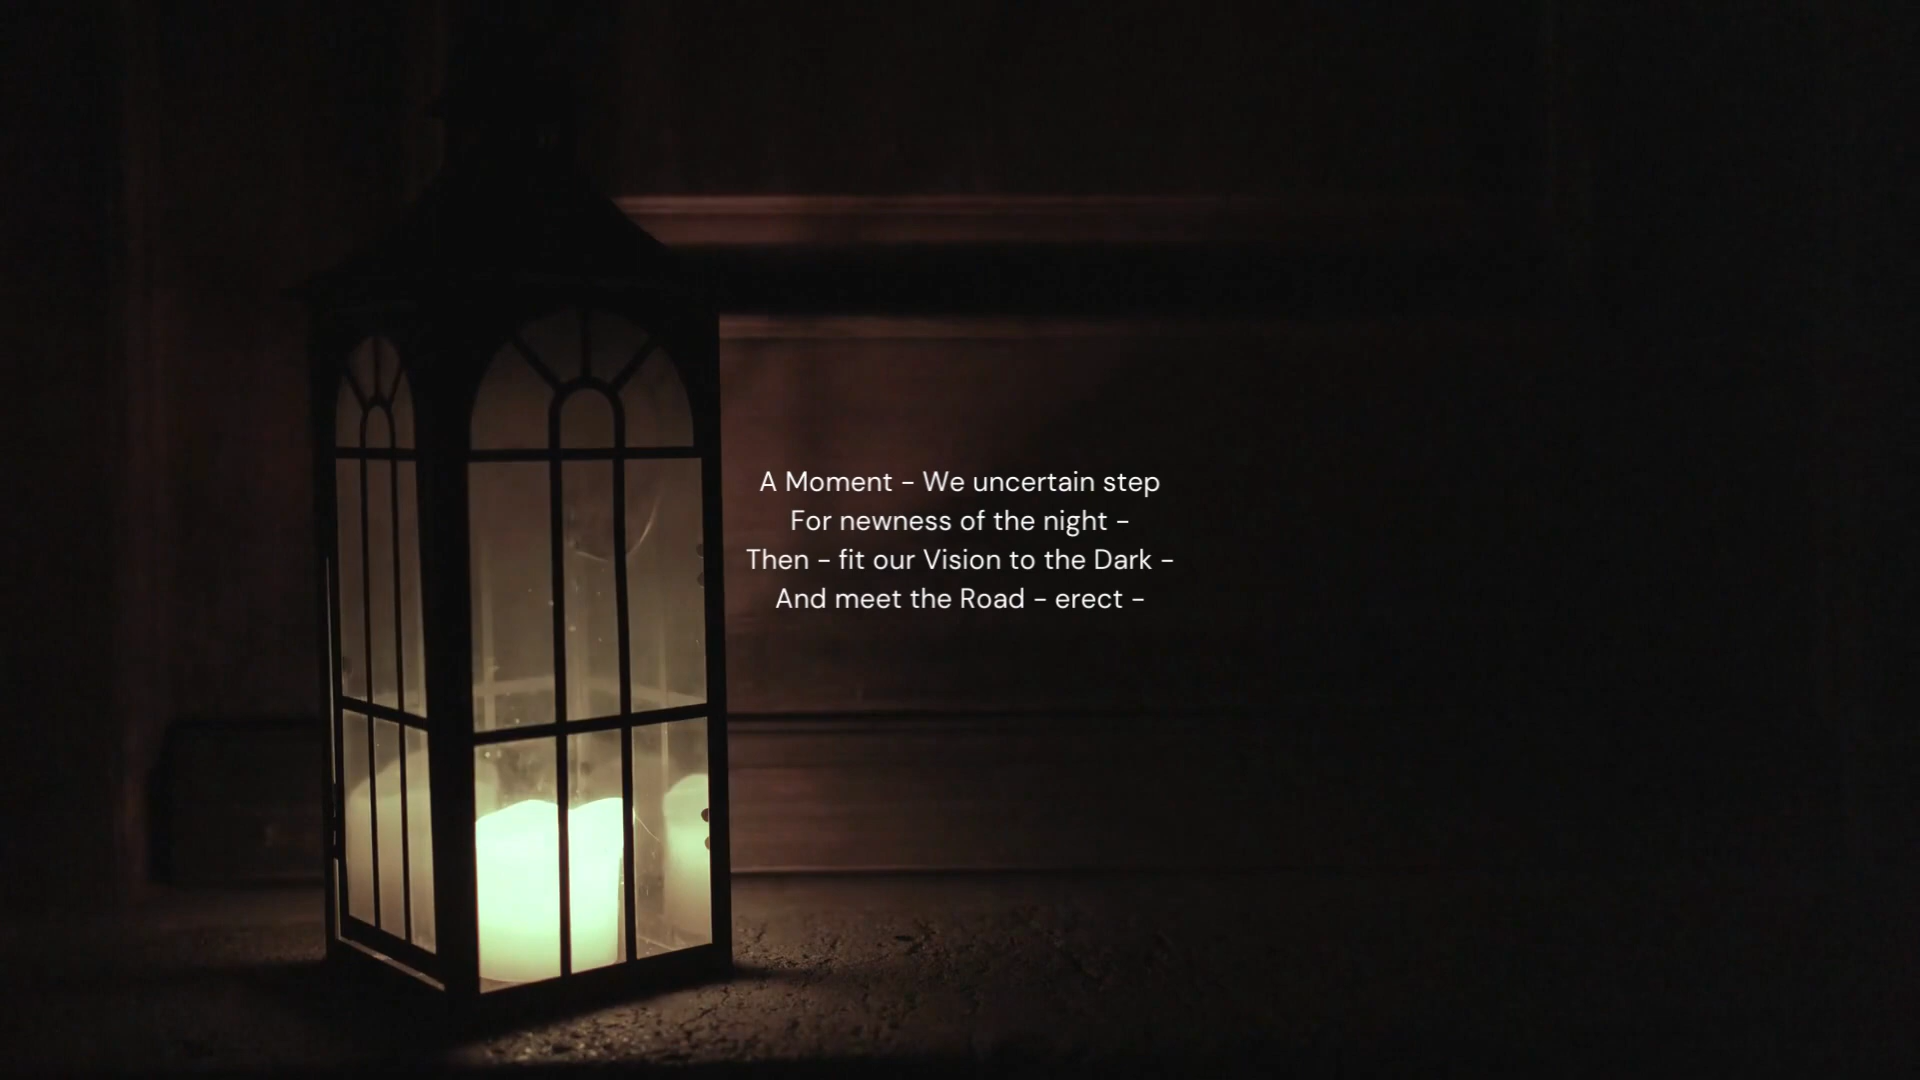 A Moment – We uncertain step
For newness of the night –
Then – fit our Vision to the Dark –
And meet the Road – erect –